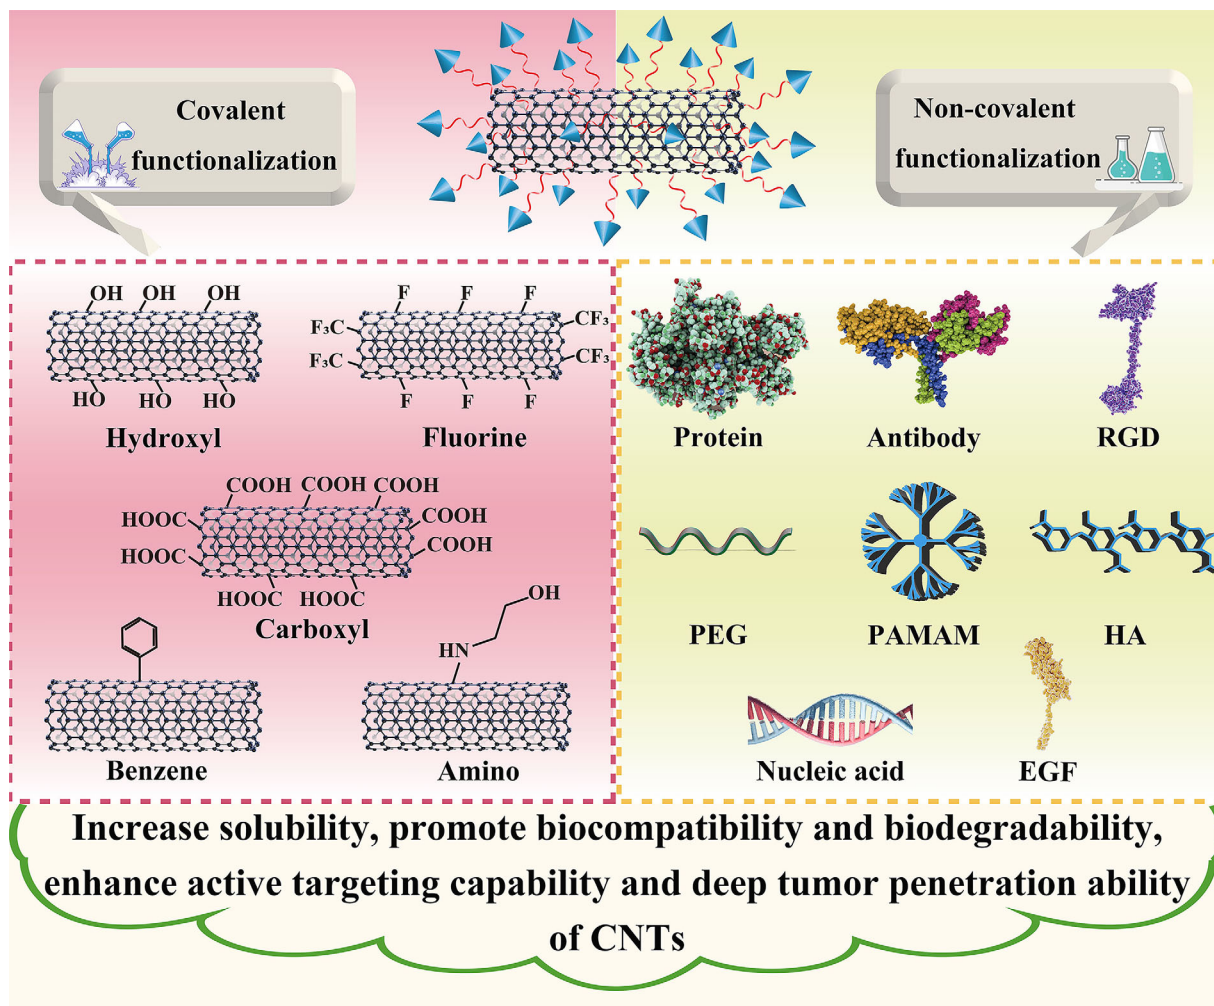 Covalent
functionalization
Non-covalent
functionalization
OH OH OH
HO HO HO
Hydroxyl
F F F
F₃C CF₃
F₃C CF₃
F F F
Fluorine
COOH COOH COOH
HOOC COOH
HOOC COOH
HOOC HOOC
Carboxyl
Benzene
OH
HN
Amino
Protein
Antibody
RGD
PEG
PAMAM
HA
Nucleic acid
EGF
Increase solubility, promote biocompatibility and biodegradability,
enhance active targeting capability and deep tumor penetration ability
of CNTs